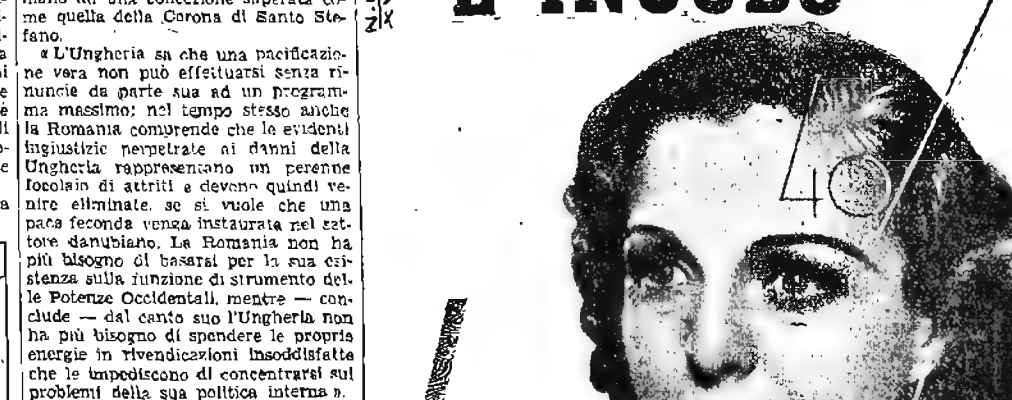 me quella della Corona di Santo Ste-
fano.
« L'Ungheria sa che una pacificazio-
ne vera non può effettuarsi senza ri-
nuncie da parte sua ad un program-
ma massimo; nel tempo stesso anche
la Romania comprende che le evidenti
ingiustizie perpetrate ai danni della
Ungheria rappresentano un perenne
focolaio di attriti e devono quindi ve-
nire eliminate, se si vuole che una
pace feconda venga instaurata nel set-
tore danubiano. La Romania non ha
più bisogno di basarsi per la sua esi-
stenza sulla funzione di strumento del-
le Potenze Occidentali, mentre — con-
clude — dal canto suo l'Ungheria non
ha più bisogno di spendere le proprie
energie in rivendicazioni insoddisfatte
che le impediscono di concentrarsi sui
problemi della sua politica interna ».
L'INCUBO
40